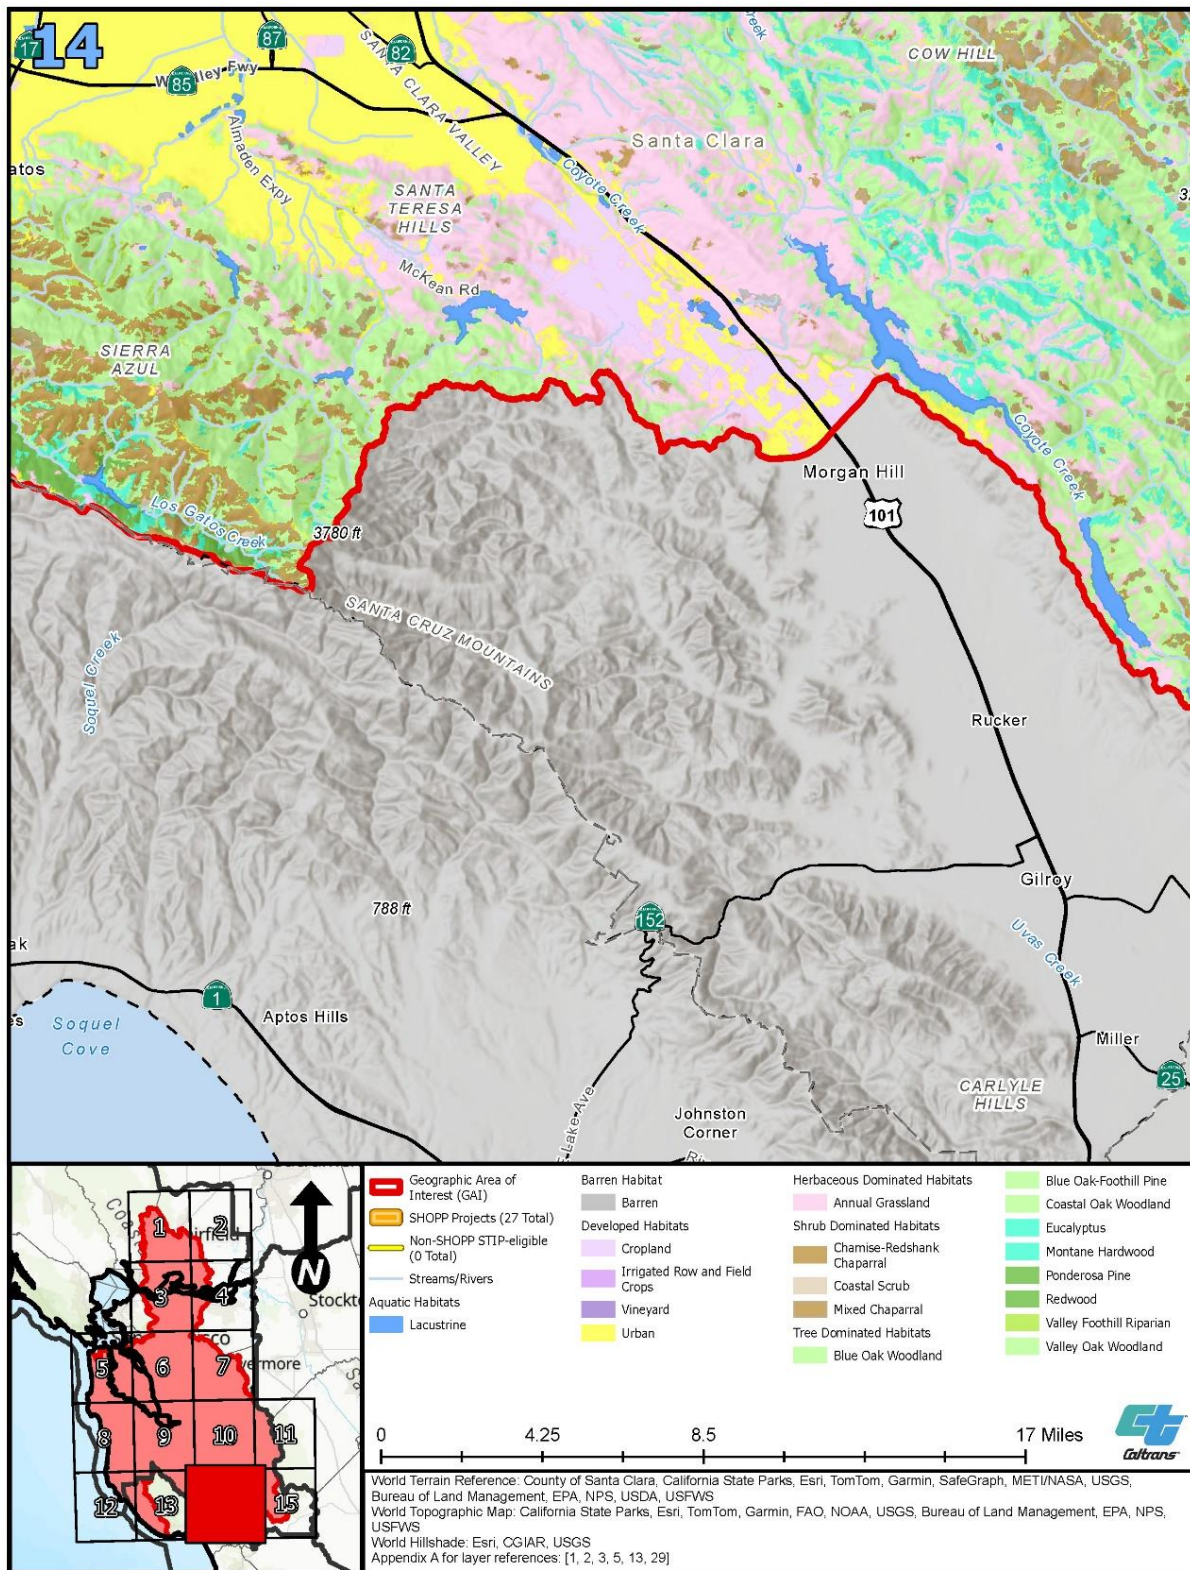 14
17
87
82
W Valley Fwy
85
SANTA CLARA VALLEY
Creek
COW HILL
Almaden Expy
Santa Clara
atos
SANTA
TERESA
HILLS
Coyote Creek
McKean Rd
SIERRA
AZUL
Coyote Creek
Morgan Hill
101
Los Gatos Creek
3780 ft
SANTA CRUZ MOUNTAINS
Soquel Creek
Rucker
Gilroy
788 ft
152
Uvas Creek
ak
1
Aptos Hills
es
Soquel
Cove
Miller
25
CARLYLE
HILLS
E Lake Ave
Johnston
Corner
1
2
irfield
3
4
Stockt
sco
5
6
7
vermore
8
9
10
11
12
13
15
N
Geographic Area of
Interest (GAI)
SHOPP Projects (27 Total)
Non-SHOPP STIP-eligible
(0 Total)
Streams/Rivers
Aquatic Habitats
Lacustrine
Barren Habitat
Barren
Developed Habitats
Cropland
Irrigated Row and Field
Crops
Vineyard
Urban
Herbaceous Dominated Habitats
Annual Grassland
Shrub Dominated Habitats
Chamise-Redshank
Chaparral
Coastal Scrub
Mixed Chaparral
Tree Dominated Habitats
Blue Oak Woodland
Blue Oak-Foothill Pine
Coastal Oak Woodland
Eucalyptus
Montane Hardwood
Ponderosa Pine
Redwood
Valley Foothill Riparian
Valley Oak Woodland
0 4.25 8.5 17 Miles
Caltrans
World Terrain Reference: County of Santa Clara, California State Parks, Esri, TomTom, Garmin, SafeGraph, METI/NASA, USGS,
Bureau of Land Management, EPA, NPS, USDA, USFWS
World Topographic Map: California State Parks, Esri, TomTom, Garmin, FAO, NOAA, USGS, Bureau of Land Management, EPA, NPS,
USFWS
World Hillshade: Esri, CGIAR, USGS
Appendix A for layer references: [1, 2, 3, 5, 13, 29]